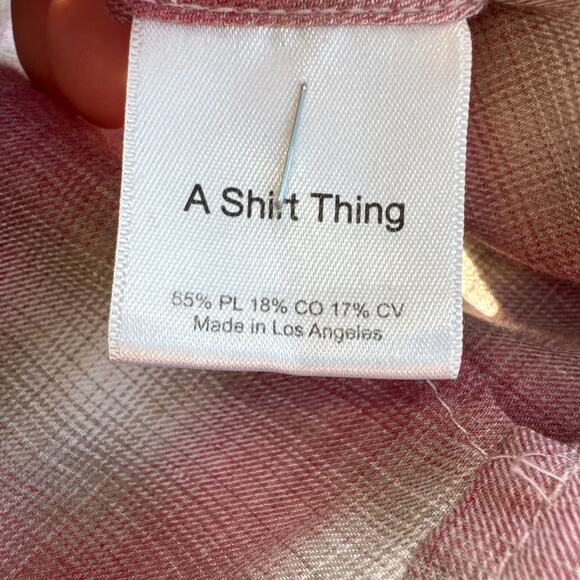 A Shirt Thing
65% PL 18% CO 17% CV
Made in Los Angeles